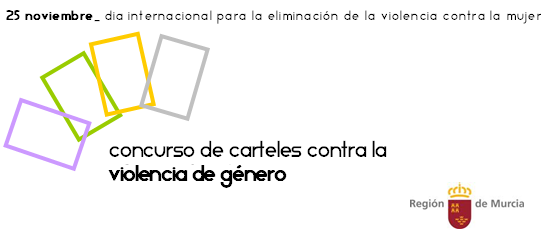 25 noviembre_ dia internacional para la eliminación de la violencia contra la mujer
concurso de carteles contra la
violencia de género
Región de Murcia